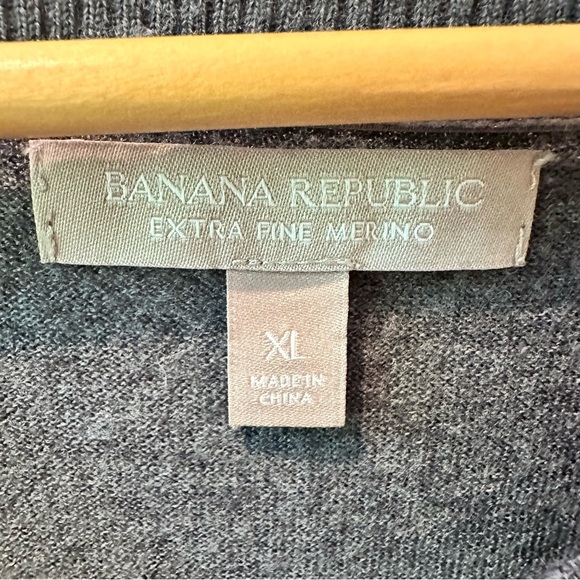 BANANA REPUBLIC
EXTRA FINE MERINO
XL
MADE IN
CHINA